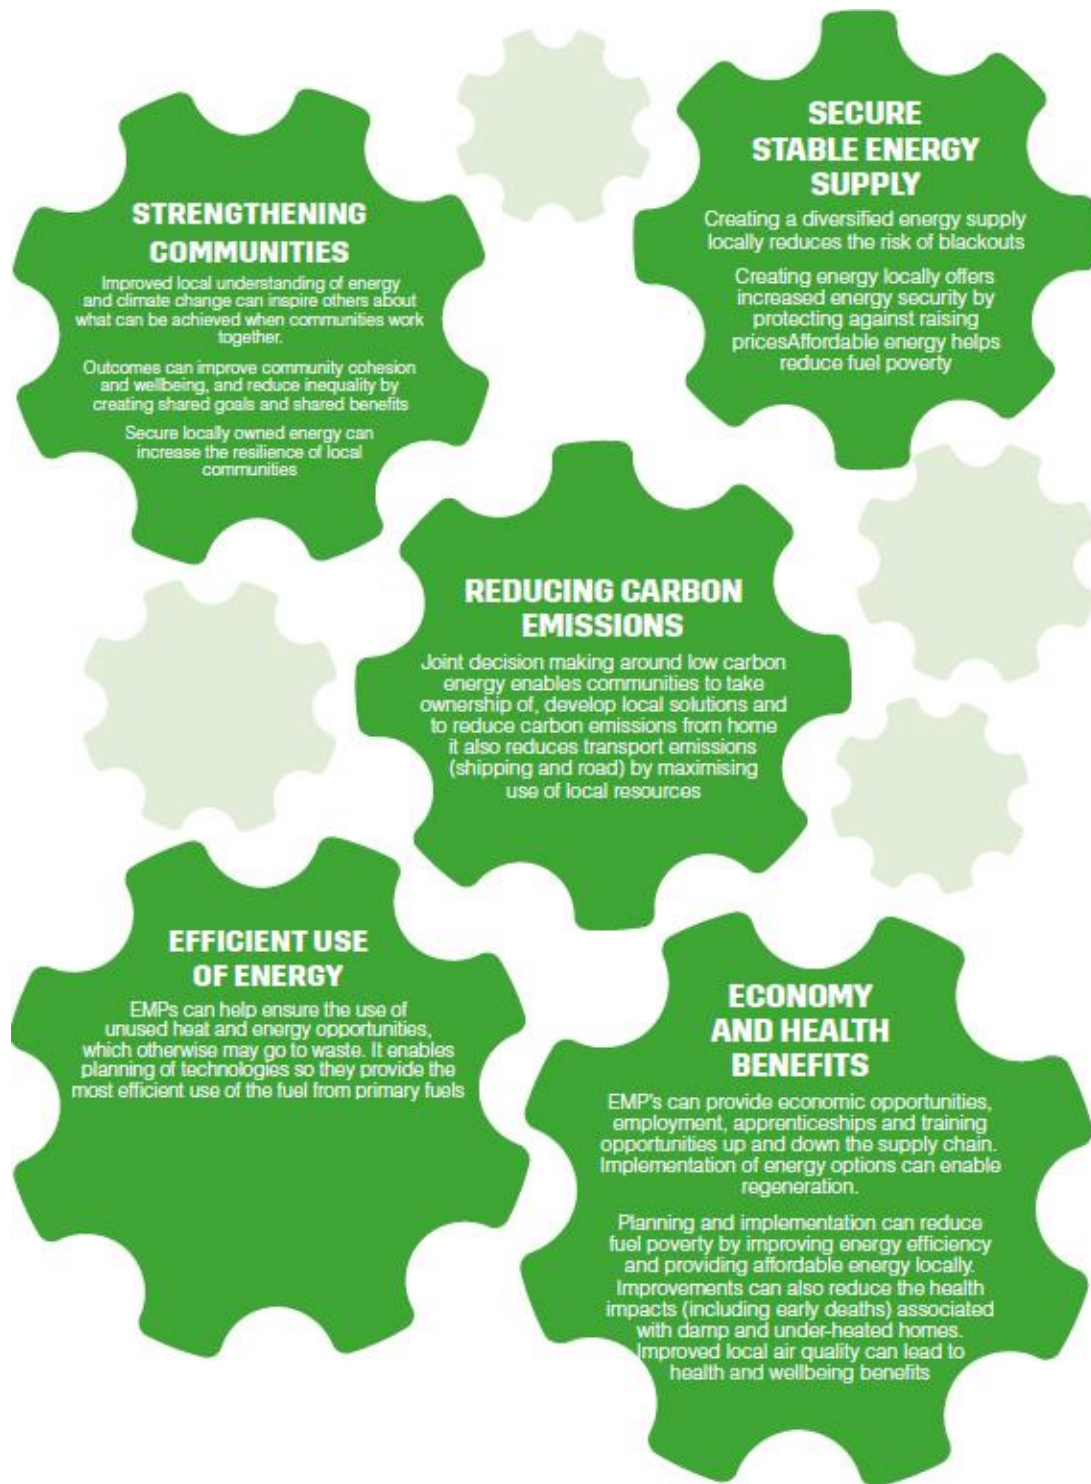 STRENGTHENING
COMMUNITIES
Improved local understanding of energy
and climate change can inspire others about
what can be achieved when communities work
together.
Outcomes can improve community cohesion
and wellbeing, and reduce inequality by
creating shared goals and shared benefits
Secure locally owned energy can
increase the resilience of local
communities
SECURE
STABLE ENERGY
SUPPLY
Creating a diversified energy supply
locally reduces the risk of blackouts
Creating energy locally offers
increased energy security by
protecting against raising
pricesAffordable energy helps
reduce fuel poverty
REDUCING CARBON
EMISSIONS
Joint decision making around low carbon
energy enables communities to take
ownership of, develop local solutions and
to reduce carbon emissions from home
it also reduces transport emissions
(shipping and road) by maximising
use of local resources
EFFICIENT USE
OF ENERGY
EMPs can help ensure the use of
unused heat and energy opportunities,
which otherwise may go to waste. It enables
planning of technologies so they provide the
most efficient use of the fuel from primary fuels
ECONOMY
AND HEALTH
BENEFITS
EMP's can provide economic opportunities,
employment, apprenticeships and training
opportunities up and down the supply chain.
Implementation of energy options can enable
regeneration.
Planning and implementation can reduce
fuel poverty by improving energy efficiency
and providing affordable energy locally.
Improvements can also reduce the health
impacts (including early deaths) associated
with damp and under-heated homes.
Improved local air quality can lead to
health and wellbeing benefits